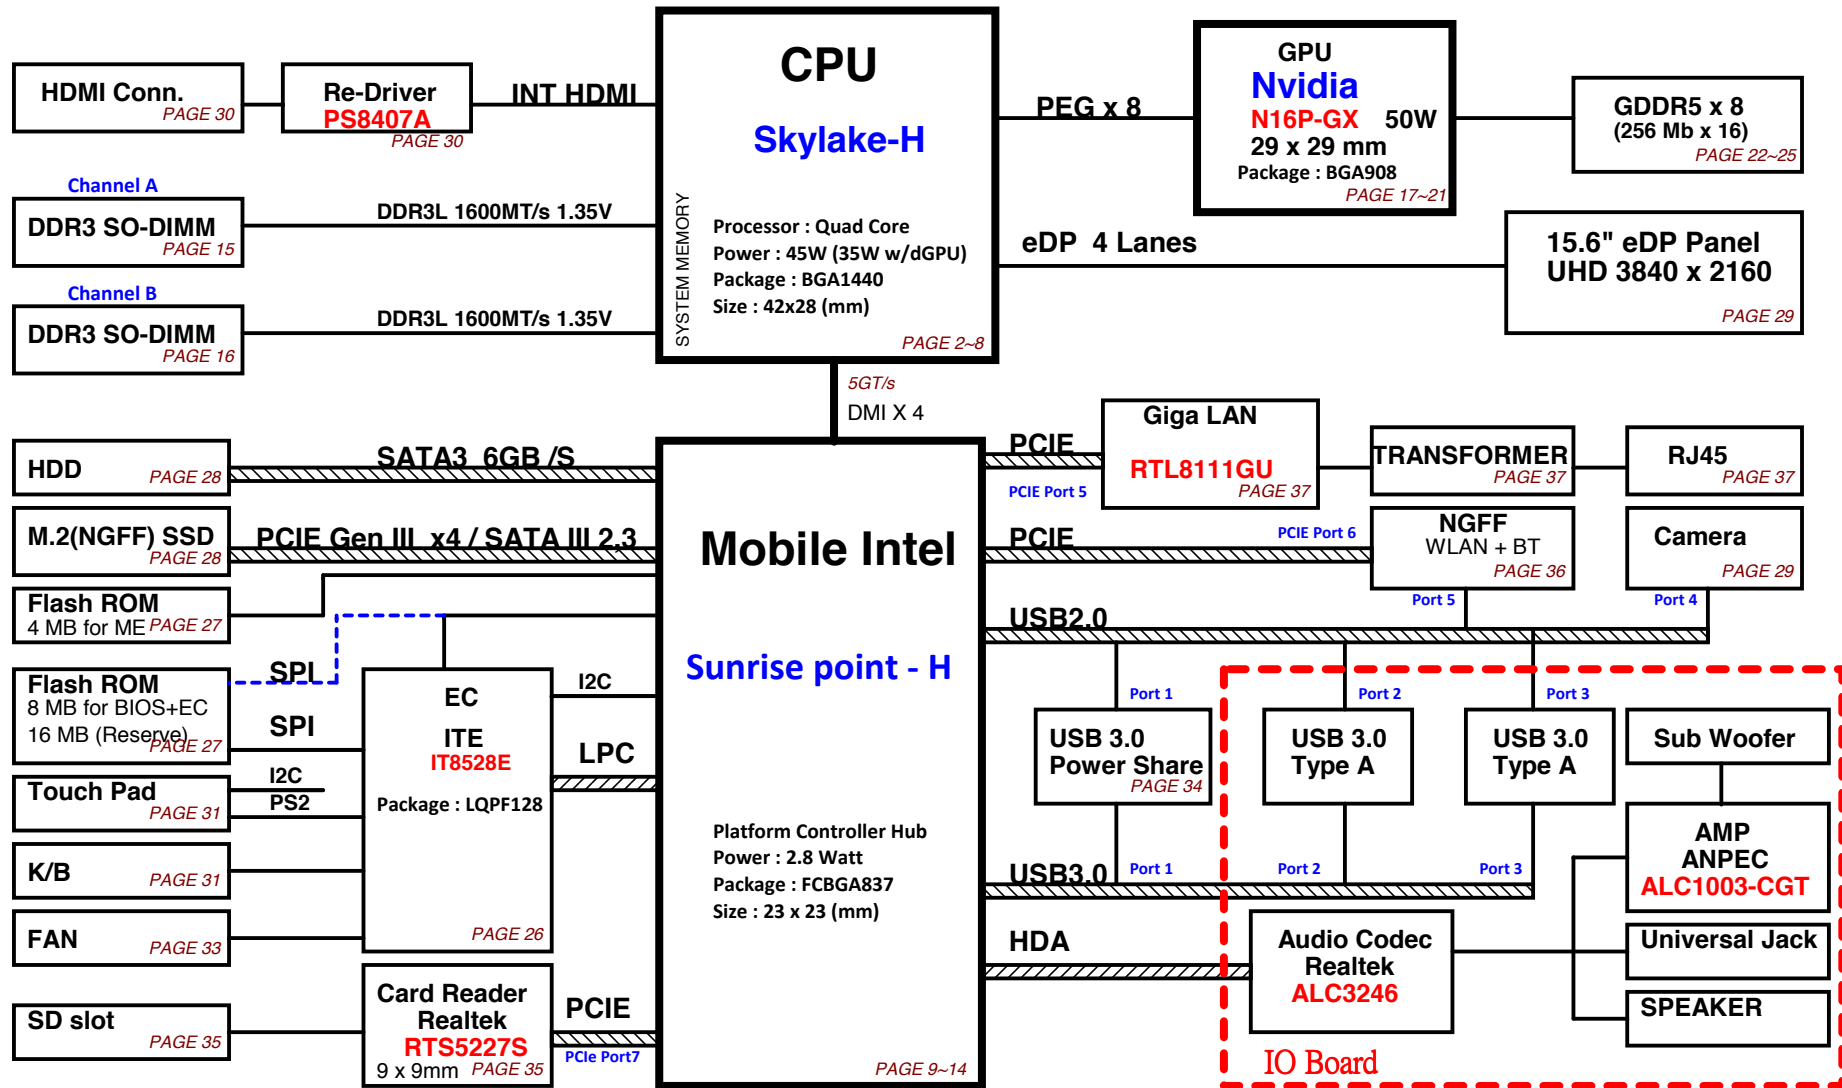 HDMI Conn.
PAGE 30
Re-Driver
PS8407A
PAGE 30
INT HDMI
CPU
Skylake-H
SYSTEM MEMORY
Processor : Quad Core
Power : 45W (35W w/dGPU)
Package : BGA1440
Size : 42x28 (mm)
PAGE 2~8
PEG x 8
GPU
Nvidia
N16P-GX 50W
29 x 29 mm
Package : BGA908
PAGE 17~21
GDDR5 x 8
(256 Mb x 16)
PAGE 22~25
Channel A
DDR3 SO-DIMM
PAGE 15
DDR3L 1600MT/s 1.35V
Channel B
DDR3 SO-DIMM
PAGE 16
DDR3L 1600MT/s 1.35V
eDP 4 Lanes
15.6" eDP Panel
UHD 3840 x 2160
PAGE 29
5GT/s
DMI X 4
HDD
PAGE 28
SATA3 6GB /S
M.2(NGFF) SSD
PAGE 28
PCIE Gen III x4 / SATA III 2,3
Flash ROM
4 MB for ME PAGE 27
Flash ROM
8 MB for BIOS+EC
16 MB (Reserve)
PAGE 27
SPI
SPI
Touch Pad
PAGE 31
I2C
PS2
K/B
PAGE 31
FAN
PAGE 33
SD slot
PAGE 35
EC
ITE
IT8528E
Package : LQPF128
PAGE 26
I2C
LPC
Card Reader
Realtek
RTS5227S
9 x 9mm PAGE 35
PCIE
PCIe Port7
Mobile Intel
Sunrise point - H
Platform Controller Hub
Power : 2.8 Watt
Package : FCBGA837
Size : 23 x 23 (mm)
PAGE 9~14
PCIE
PCIE Port 5
Giga LAN
RTL8111GU
PAGE 37
TRANSFORMER
PAGE 37
RJ45
PAGE 37
PCIE
PCIE Port 6
NGFF
WLAN + BT
PAGE 36
Port 5
Camera
PAGE 29
Port 4
USB2.0
Port 1
Port 2
Port 3
USB 3.0
Power Share
PAGE 34
USB 3.0
Type A
USB 3.0
Type A
Sub Woofer
USB3.0
Port 1
Port 2
Port 3
AMP
ANPEC
ALC1003-CGT
HDA
Audio Codec
Realtek
ALC3246
Universal Jack
SPEAKER
IO Board